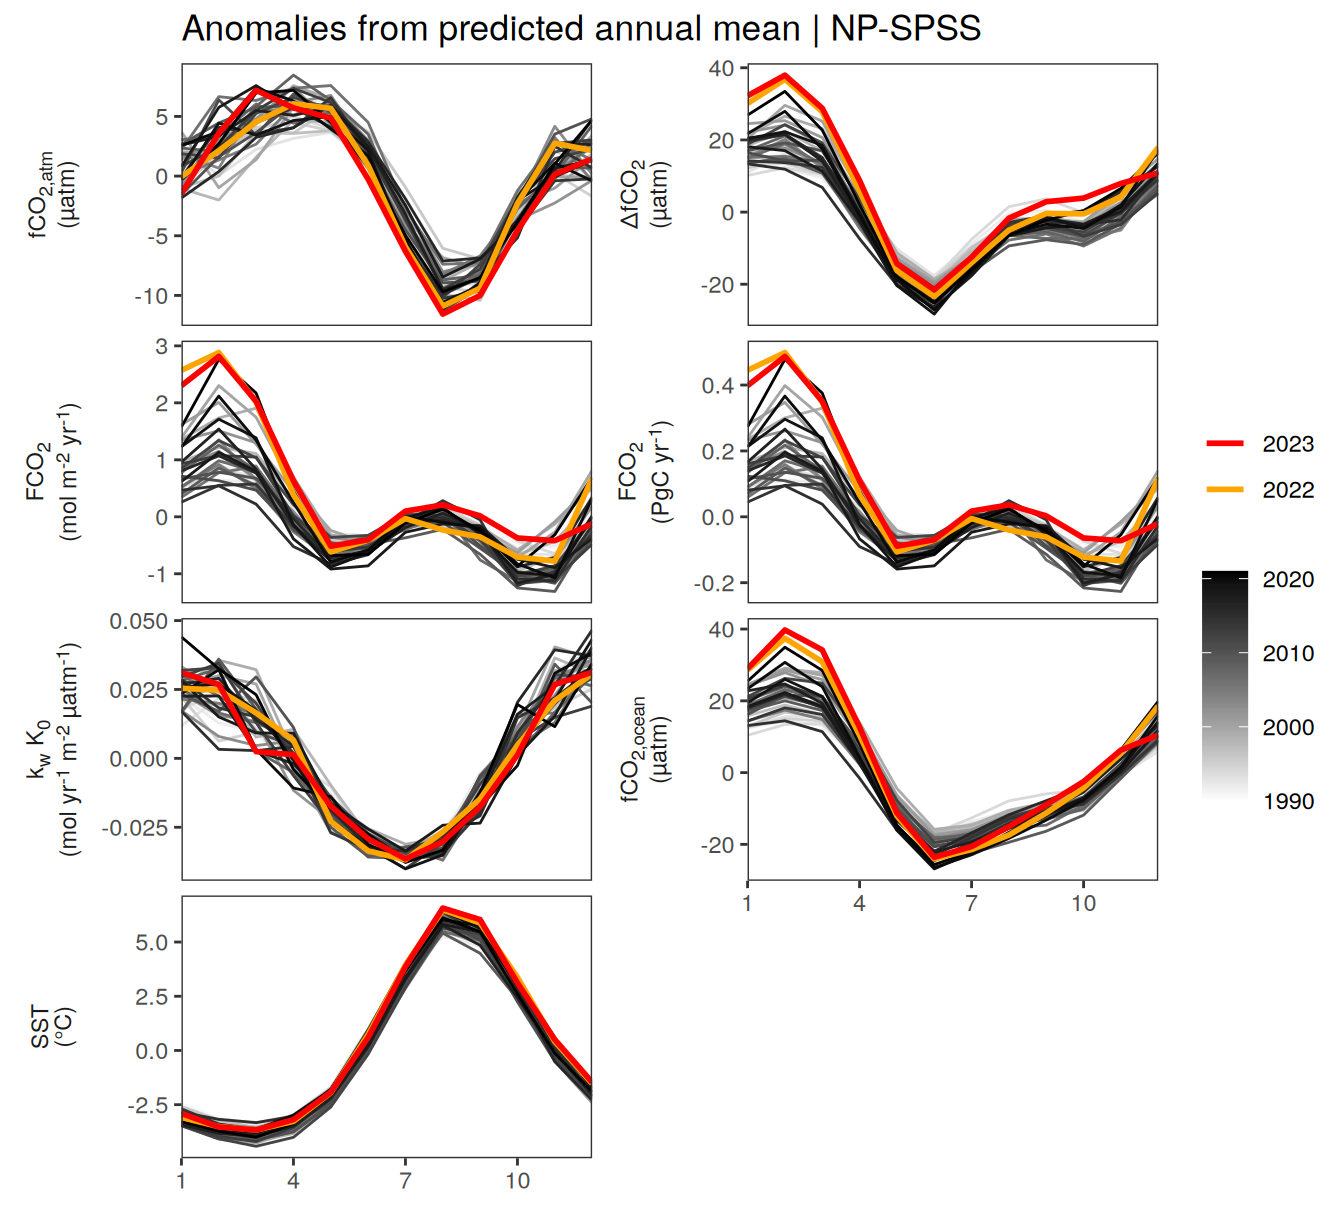 Anomalies from predicted annual mean | NP-SPSS
fCO2,atm
(µatm)
5
0
-5
-10
ΔfCO2
(µatm)
40
20
0
-20
FCO2
(mol m-2 yr-1)
3
2
1
0
-1
FCO2
(PgC yr-1)
0.4
0.2
0.0
-0.2
kw K0
(mol yr-1 m-2 µatm-1)
0.050
0.025
0.000
-0.025
fCO2,ocean
(µatm)
40
20
0
-20
1 4 7 10
SST
(°C)
5.0
2.5
0.0
-2.5
1 4 7 10
2023
2022
2020
2010
2000
1990